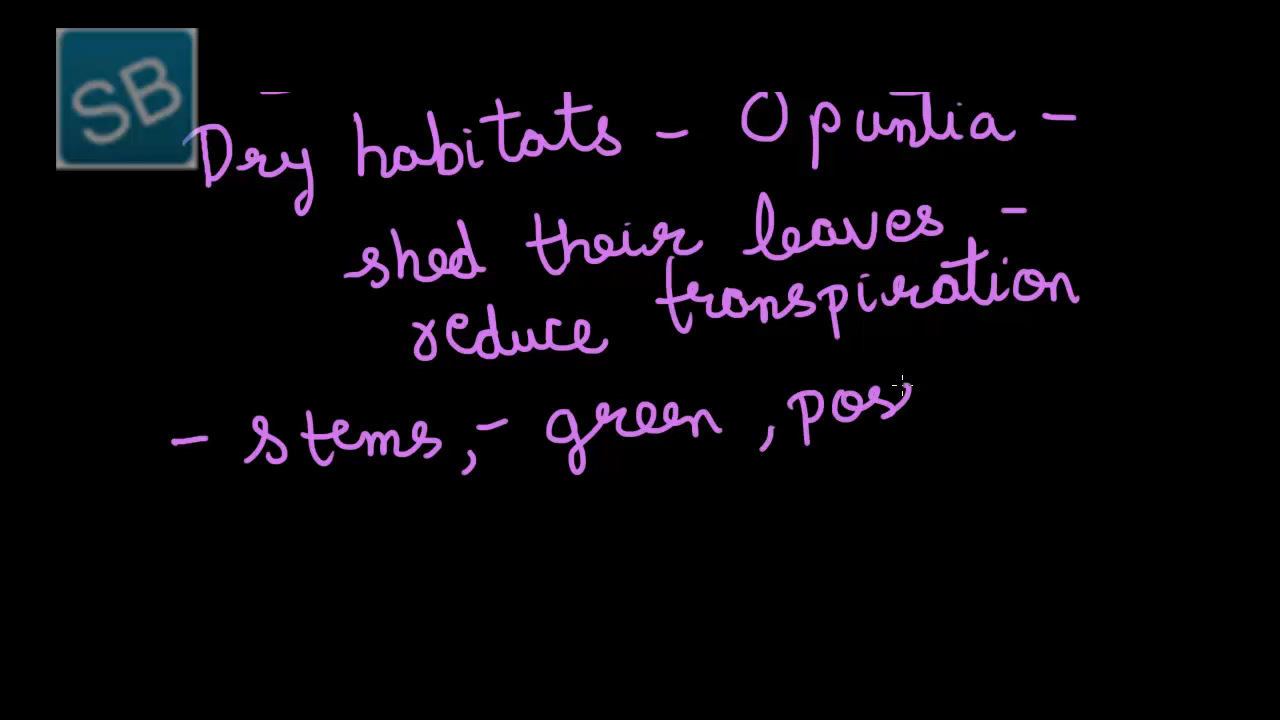 SB
Dry habitats - Opuntia -
shed their leaves -
reduce transpiration
- stems, - green, pos